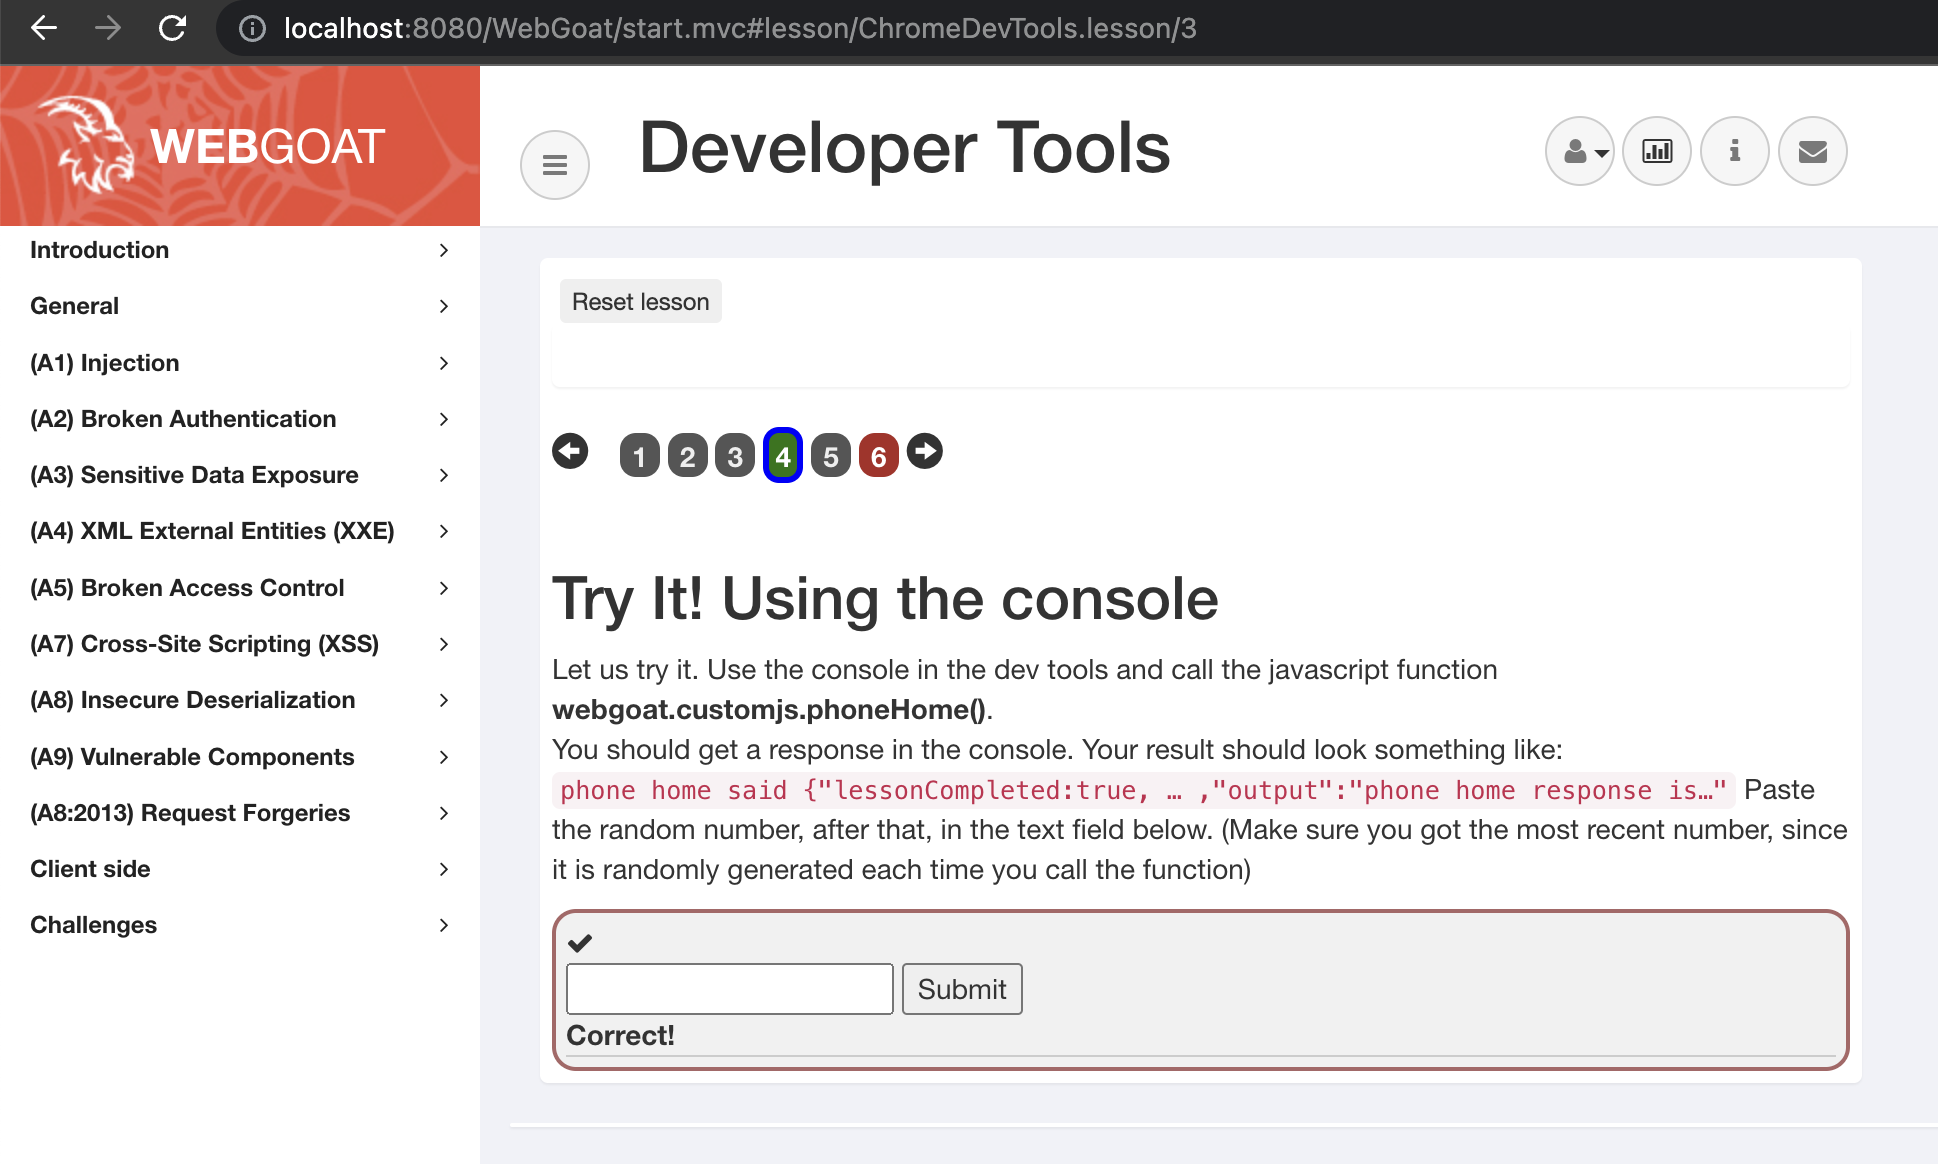 localhost:8080/WebGoat/start.mvc#lesson/ChromeDevTools.lesson/3
WEBGOAT
Developer Tools
Introduction
General
(A1) Injection
(A2) Broken Authentication
(A3) Sensitive Data Exposure
(A4) XML External Entities (XXE)
(A5) Broken Access Control
(A7) Cross-Site Scripting (XSS)
(A8) Insecure Deserialization
(A9) Vulnerable Components
(A8:2013) Request Forgeries
Client side
Challenges
Reset lesson
1 2 3 4 5 6
Try It! Using the console
Let us try it. Use the console in the dev tools and call the javascript function
webgoat.customjs.phoneHome().
You should get a response in the console. Your result should look something like:
phone home said {"lessonCompleted:true, … ,"output":"phone home response is…" Paste
the random number, after that, in the text field below. (Make sure you got the most recent number, since
it is randomly generated each time you call the function)
Submit
Correct!